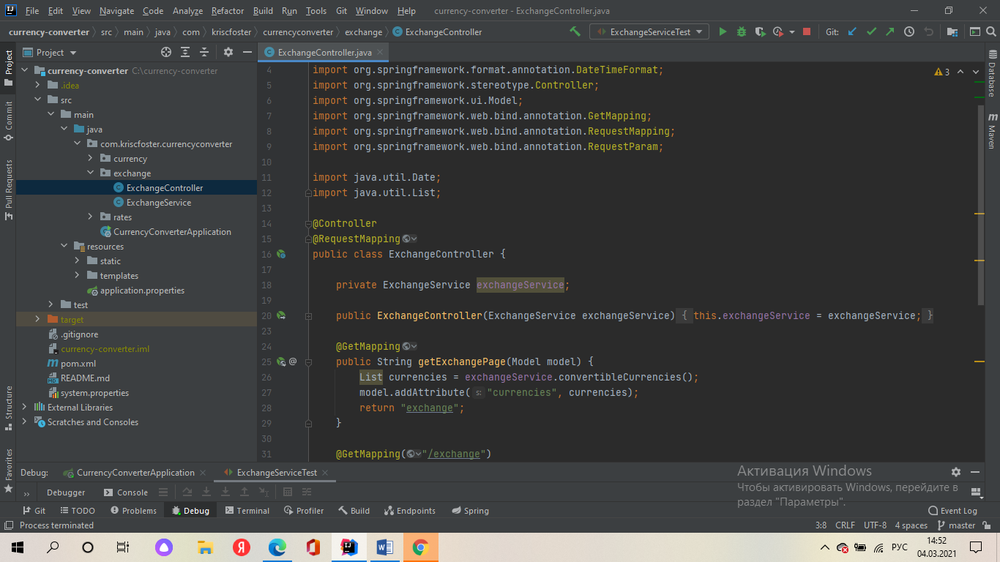 File Edit View Navigate Code Analyze Refactor Build Run Tools Git Window Help currency-converter - ExchangeController.java
currency-converter src main java com kriscfoster currencyconverter exchange ExchangeController ExchangeServiceTest Git:
Project
ExchangeController.java
currency-converter C:\currency-converter
.idea
src
main
java
com.kriscfoster.currencyconverter
currency
exchange
ExchangeController
ExchangeService
rates
CurrencyConverterApplication
resources
static
templates
application.properties
test
target
.gitignore
currency-converter.iml
pom.xml
README.md
system.properties
External Libraries
Scratches and Consoles
Project
Commit
Pull Requests
Structure
Favorites
4 import org.springframework.format.annotation.DateTimeFormat;
5 import org.springframework.stereotype.Controller;
6 import org.springframework.ui.Model;
7 import org.springframework.web.bind.annotation.GetMapping;
8 import org.springframework.web.bind.annotation.RequestMapping;
9 import org.springframework.web.bind.annotation.RequestParam;
10
11 import java.util.Date;
12 import java.util.List;
13
14 @Controller
15 @RequestMapping
16 public class ExchangeController {
17
18 private ExchangeService exchangeService;
19
20 public ExchangeController(ExchangeService exchangeService) { this.exchangeService = exchangeService; }
23
24 @GetMapping
25 @ public String getExchangePage(Model model) {
26 List currencies = exchangeService.convertibleCurrencies();
27 model.addAttribute( s: "currencies", currencies);
28 return "exchange";
29 }
30
31 @GetMapping("/exchange")
3
Database
Maven
Debug: CurrencyConverterApplication ExchangeServiceTest
Debugger Console
Активация Windows
Чтобы активировать Windows, перейдите в
раздел "Параметры".
Git TODO Problems Debug Terminal Profiler Build Endpoints Spring Event Log
Process terminated 3:8 CRLF UTF-8 4 spaces master
РУС
14:52
04.03.2021